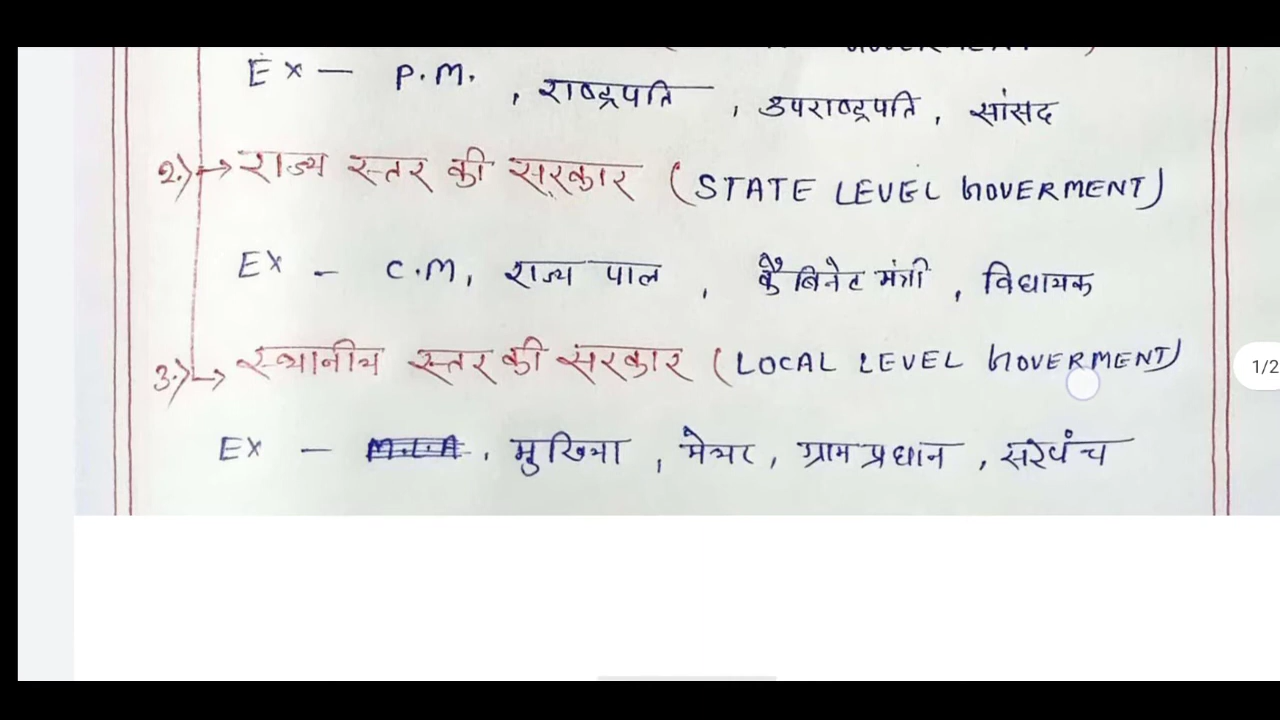 Ex — P.M. , राष्ट्रपति , उपराष्ट्रपति , सांसद
2.) → राज्य स्तर की सरकार (STATE LEVEL GOVERMENT)
EX - C.M, राज्य पाल , कैबिनेट मंत्री , विधायक
3.) → स्थानीय स्तर की सरकार (LOCAL LEVEL GOVERMENT)
EX - , मुखिया , मेयर , ग्राम प्रधान , सरपंच
1/2